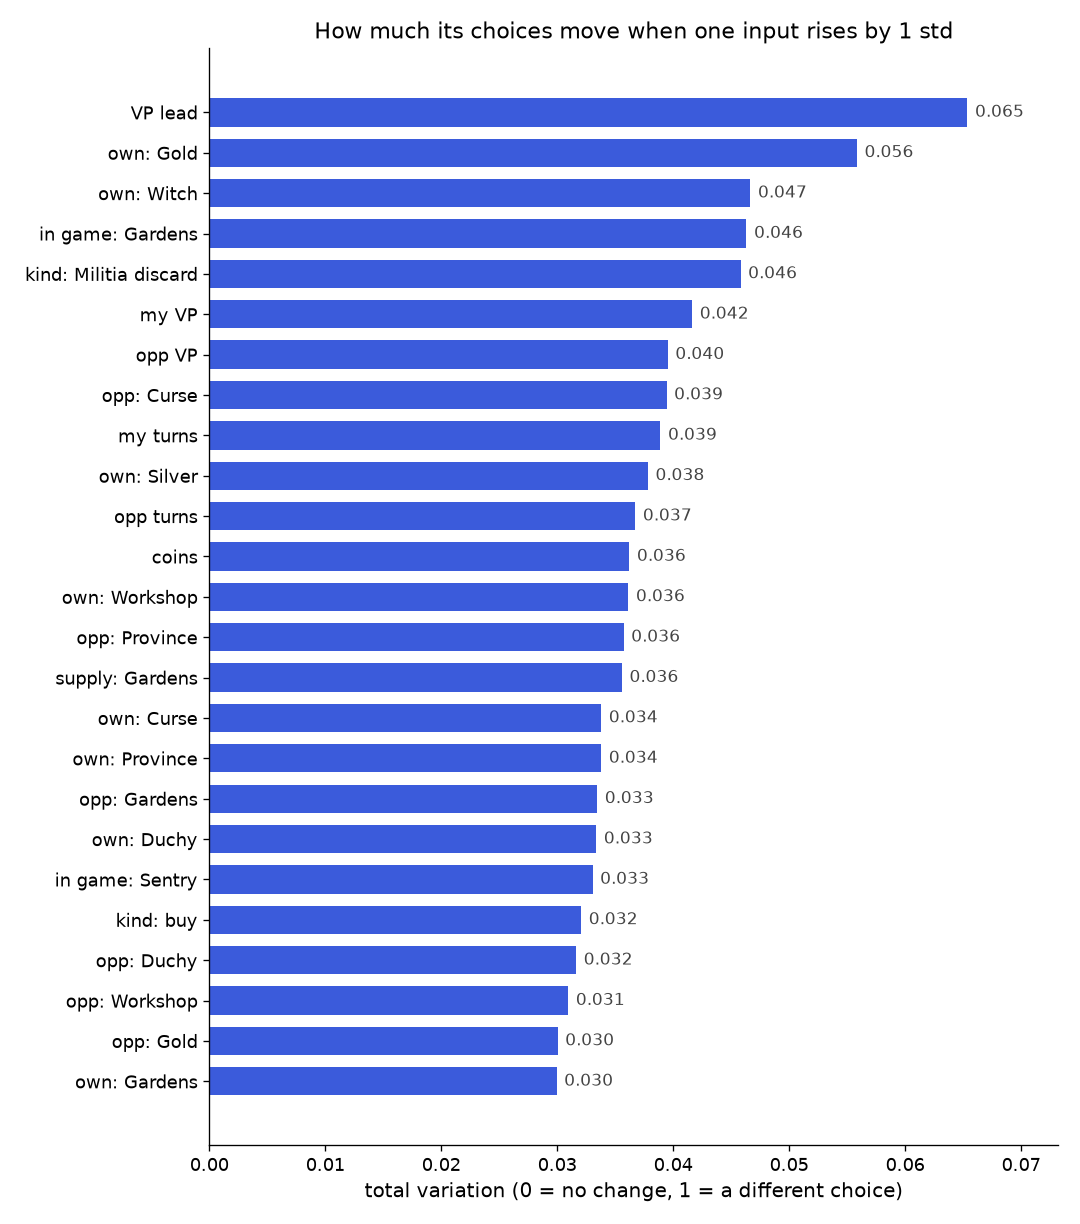 How much its choices move when one input rises by 1 std
VP lead 0.065
own: Gold 0.056
own: Witch 0.047
in game: Gardens 0.046
kind: Militia discard 0.046
my VP 0.042
opp VP 0.040
opp: Curse 0.039
my turns 0.039
own: Silver 0.038
opp turns 0.037
coins 0.036
own: Workshop 0.036
opp: Province 0.036
supply: Gardens 0.036
own: Curse 0.034
own: Province 0.034
opp: Gardens 0.033
own: Duchy 0.033
in game: Sentry 0.033
kind: buy 0.032
opp: Duchy 0.032
opp: Workshop 0.031
opp: Gold 0.030
own: Gardens 0.030
0.00 0.01 0.02 0.03 0.04 0.05 0.06 0.07
total variation (0 = no change, 1 = a different choice)